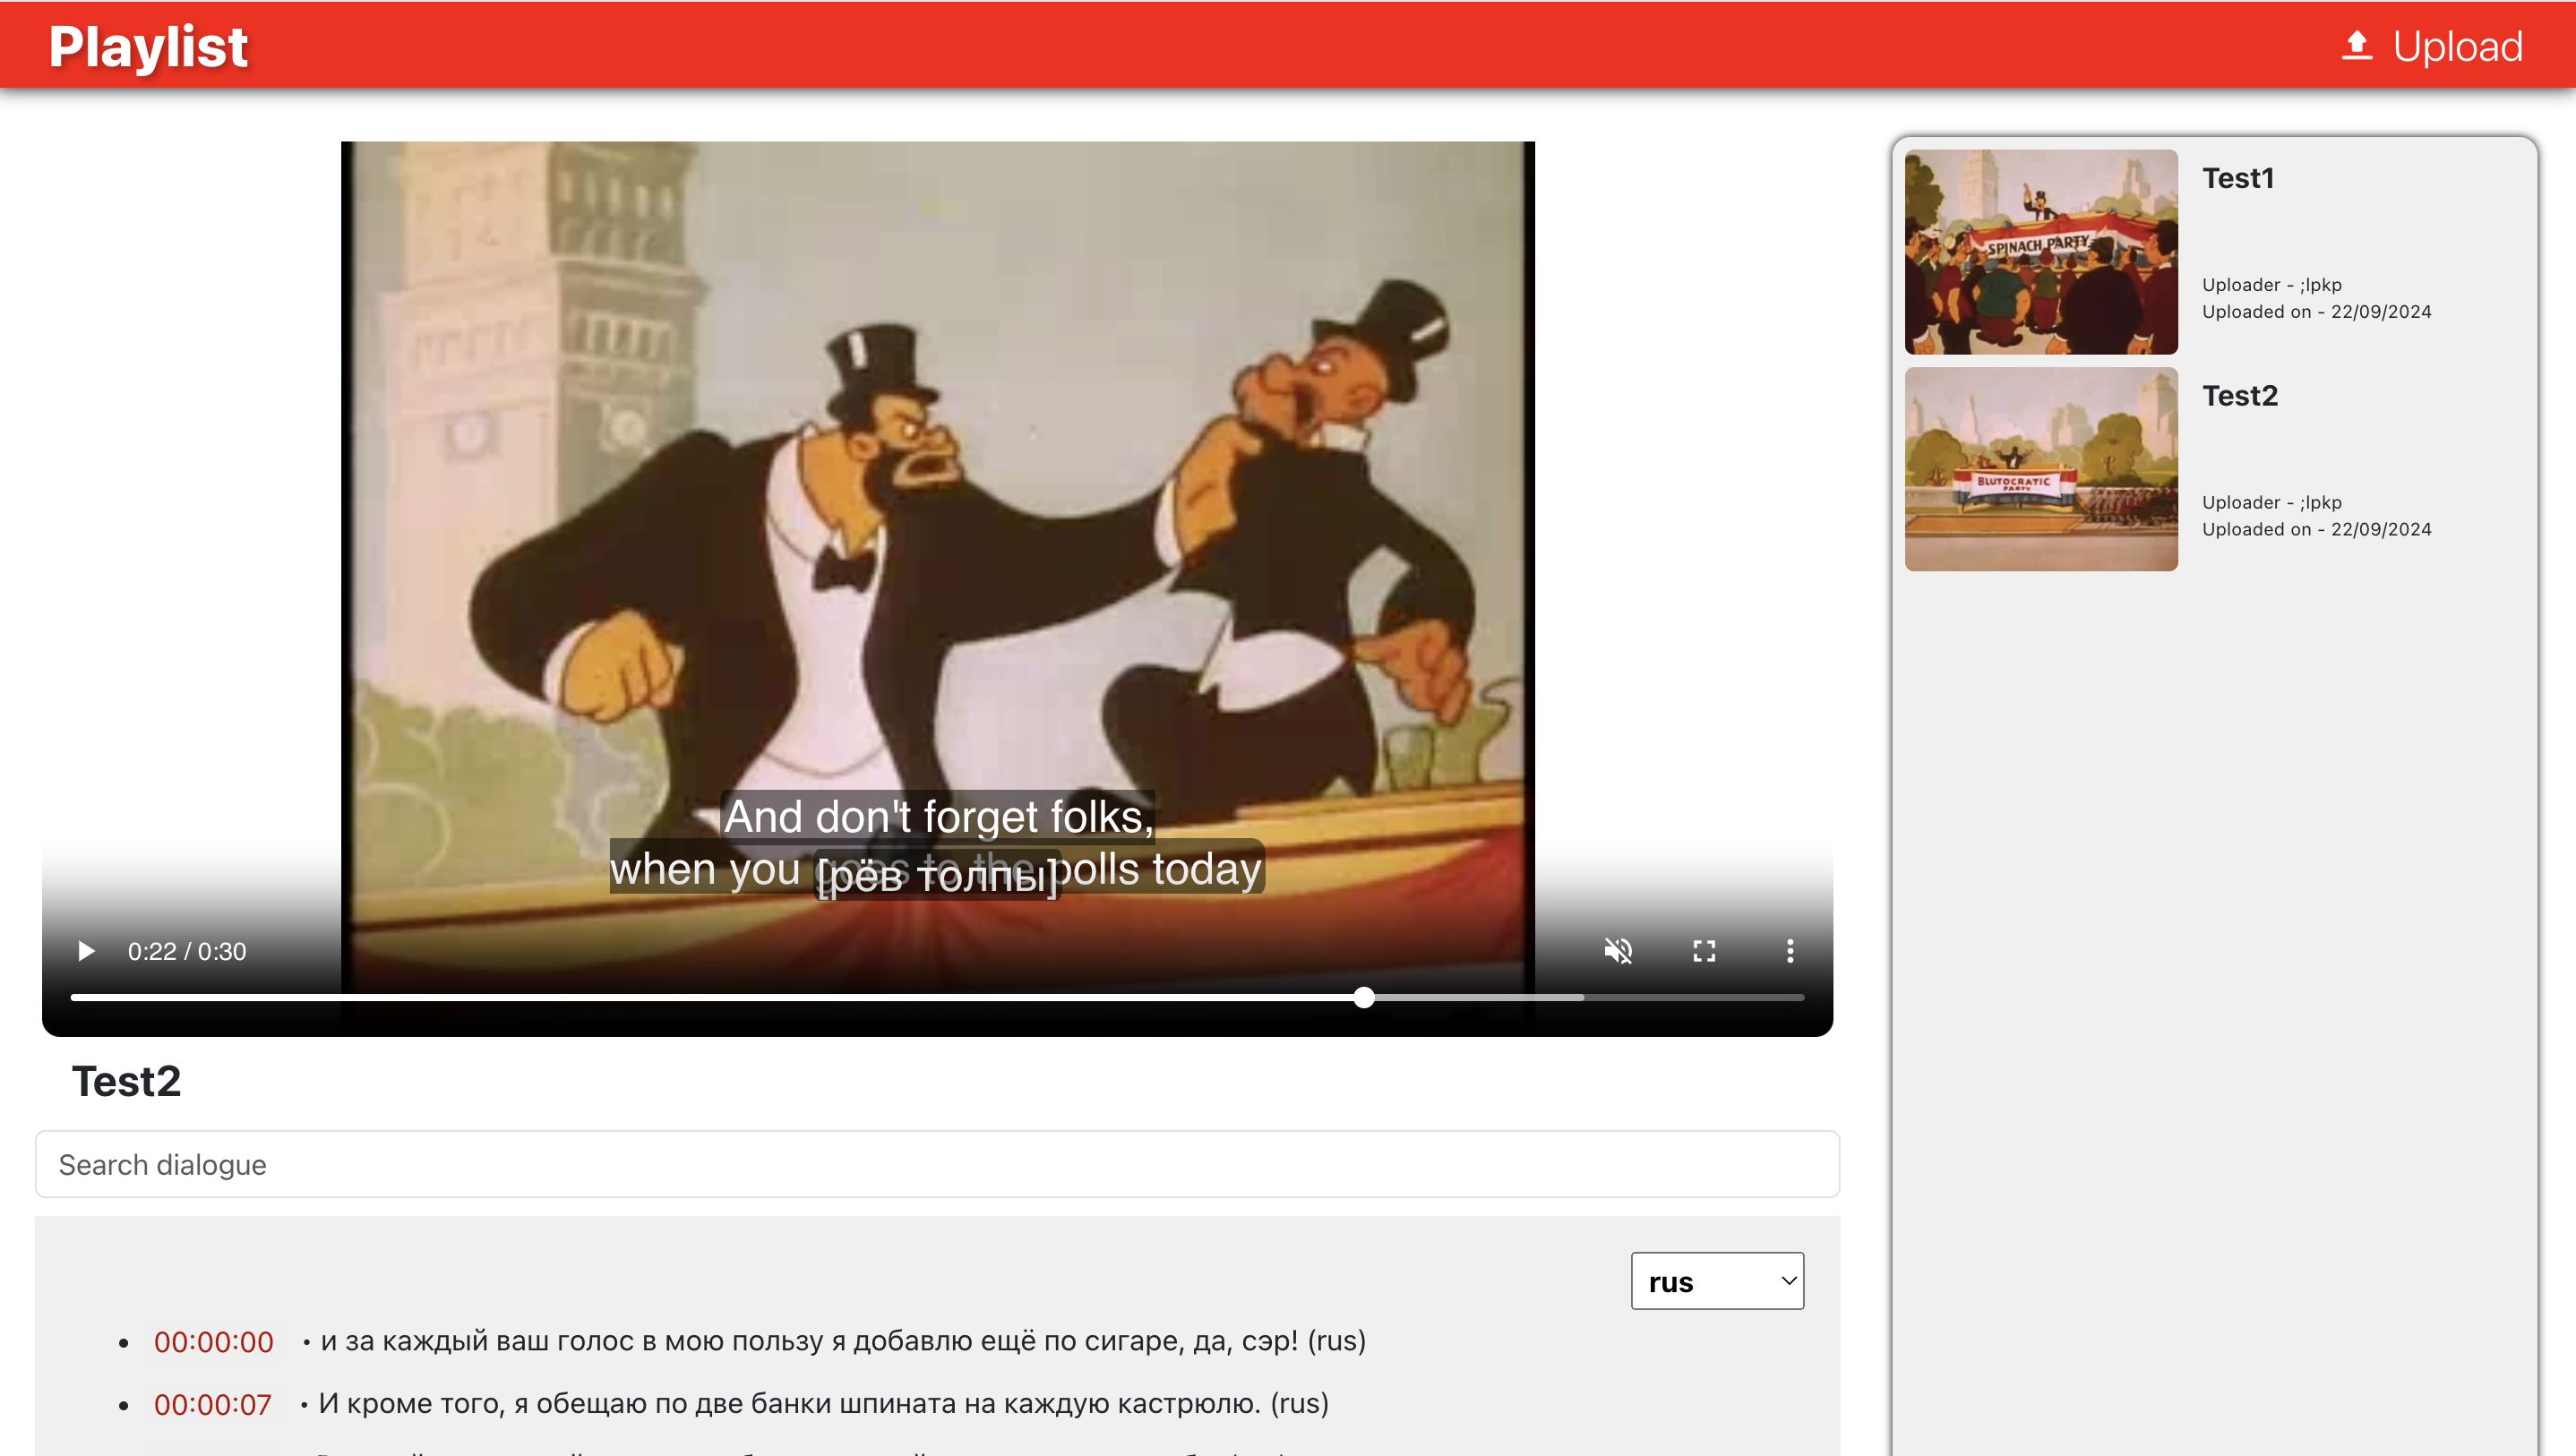 Playlist
Upload
SPINACH PARTY
Test1
Uploader - ;lpkp
Uploaded on - 22/09/2024
BLUTOCRATIC
PARTY
Test2
Uploader - ;lpkp
Uploaded on - 22/09/2024
And don't forget folks,
when you goes to the polls today
[рёв толпы]
0:22 / 0:30
Test2
Search dialogue
rus
• 00:00:00 • и за каждый ваш голос в мою пользу я добавлю ещё по сигаре, да, сэр! (rus)
• 00:00:07 • И кроме того, я обещаю по две банки шпината на каждую кастрюлю. (rus)